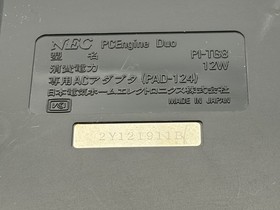 NEC PCEngine Duo
型名 PI-TG8
消費電力 12W
専用ACアダプタ (PAD-124)
日本電気ホームエレクトロニクス株式会社
MADE IN JAPAN
2Y121911B